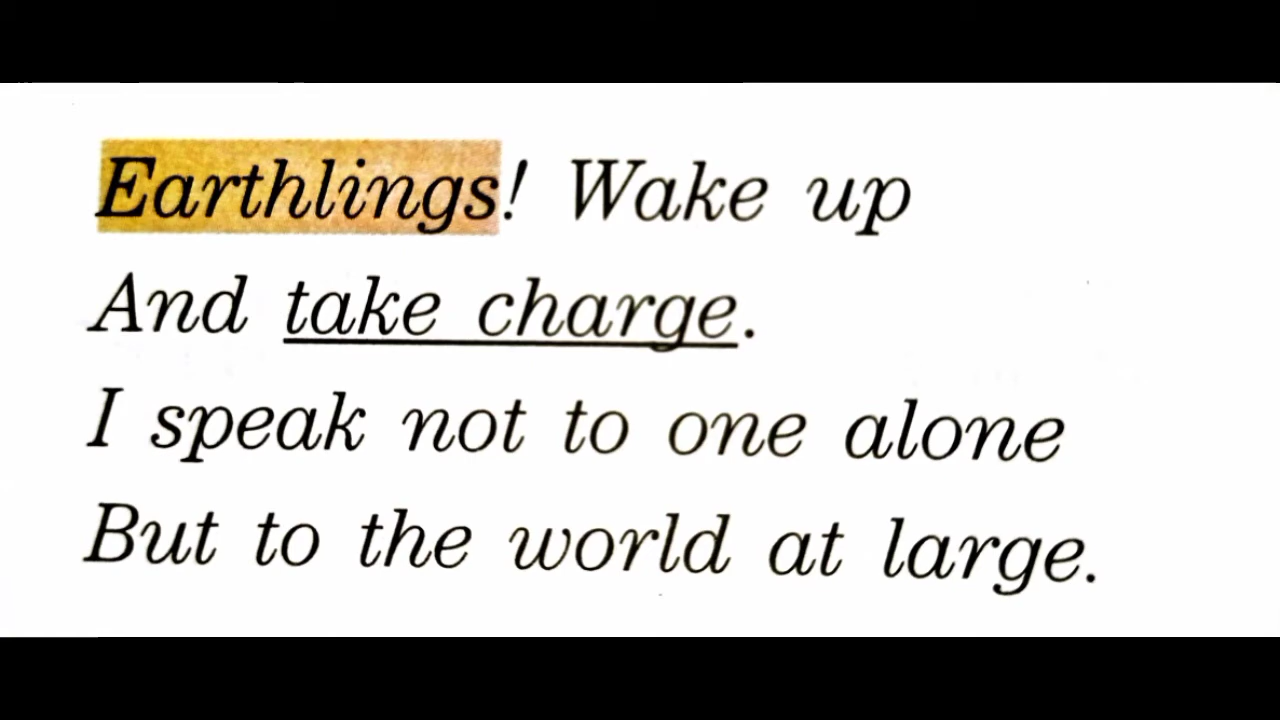 Earthlings! Wake up
And take charge.
I speak not to one alone
But to the world at large.